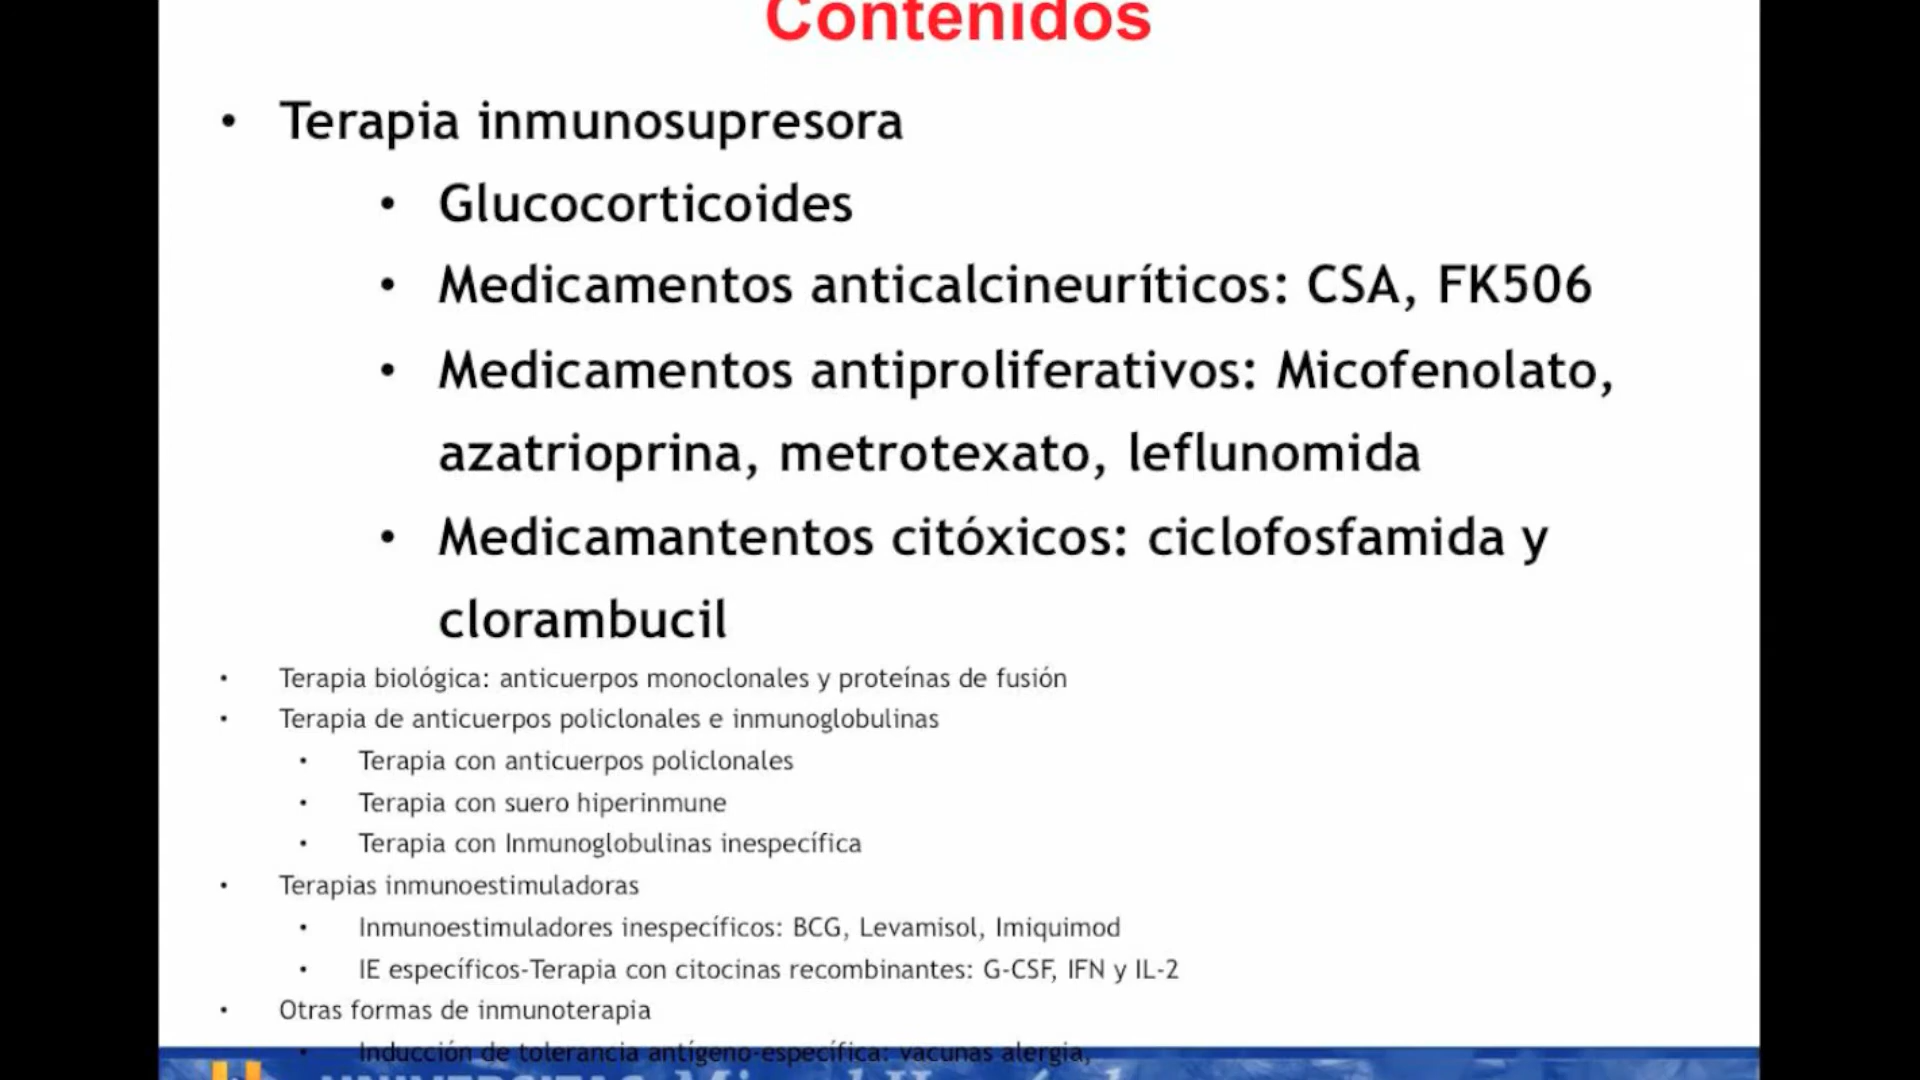 Contenidos
• Terapia inmunosupresora
• Glucocorticoides
• Medicamentos anticalcineuríticos: CSA, FK506
• Medicamentos antiproliferativos: Micofenolato,
azatrioprina, metrotexato, leflunomida
• Medicamantentos citóxicos: ciclofosfamida y
clorambucil
• Terapia biológica: anticuerpos monoclonales y proteínas de fusión
• Terapia de anticuerpos policlonales e inmunoglobulinas
• Terapia con anticuerpos policlonales
• Terapia con suero hiperinmune
• Terapia con Inmunoglobulinas inespecífica
• Terapias inmunoestimuladoras
• Inmunoestimuladores inespecíficos: BCG, Levamisol, Imiquimod
• IE específicos-Terapia con citocinas recombinantes: G-CSF, IFN y IL-2
• Otras formas de inmunoterapia
• Inducción de tolerancia antígeno-específica: vacunas alergia,
UNIVERSITAS Miguel Hernández